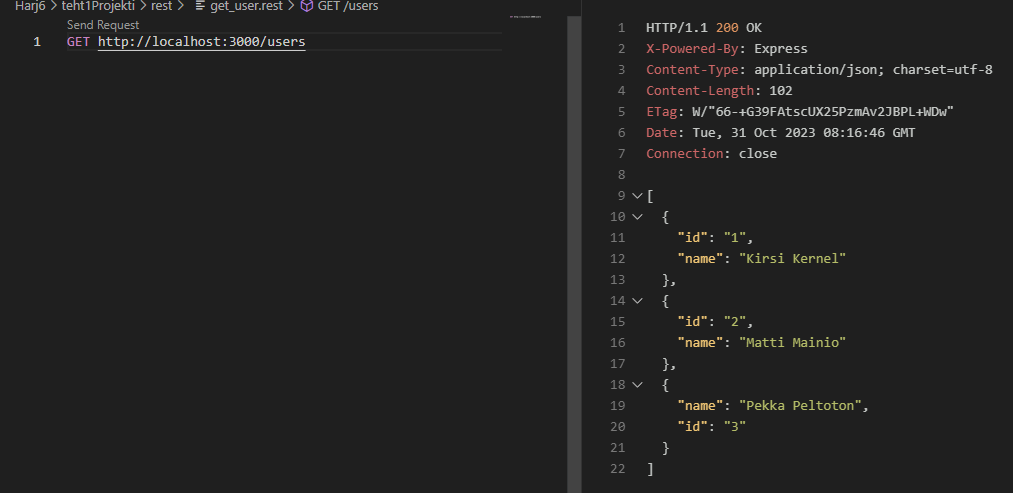 Harj6 > teht1Projekti > rest > get_user.rest > GET /users
Send Request
1 GET http://localhost:3000/users
1 HTTP/1.1 200 OK
2 X-Powered-By: Express
3 Content-Type: application/json; charset=utf-8
4 Content-Length: 102
5 ETag: W/"66-+G39FAtscUX25PzmAv2JBPL+WDw"
6 Date: Tue, 31 Oct 2023 08:16:46 GMT
7 Connection: close
8
9 [
10 {
11 "id": "1",
12 "name": "Kirsi Kernel"
13 },
14 {
15 "id": "2",
16 "name": "Matti Mainio"
17 },
18 {
19 "name": "Pekka Peltoton",
20 "id": "3"
21 }
22 ]